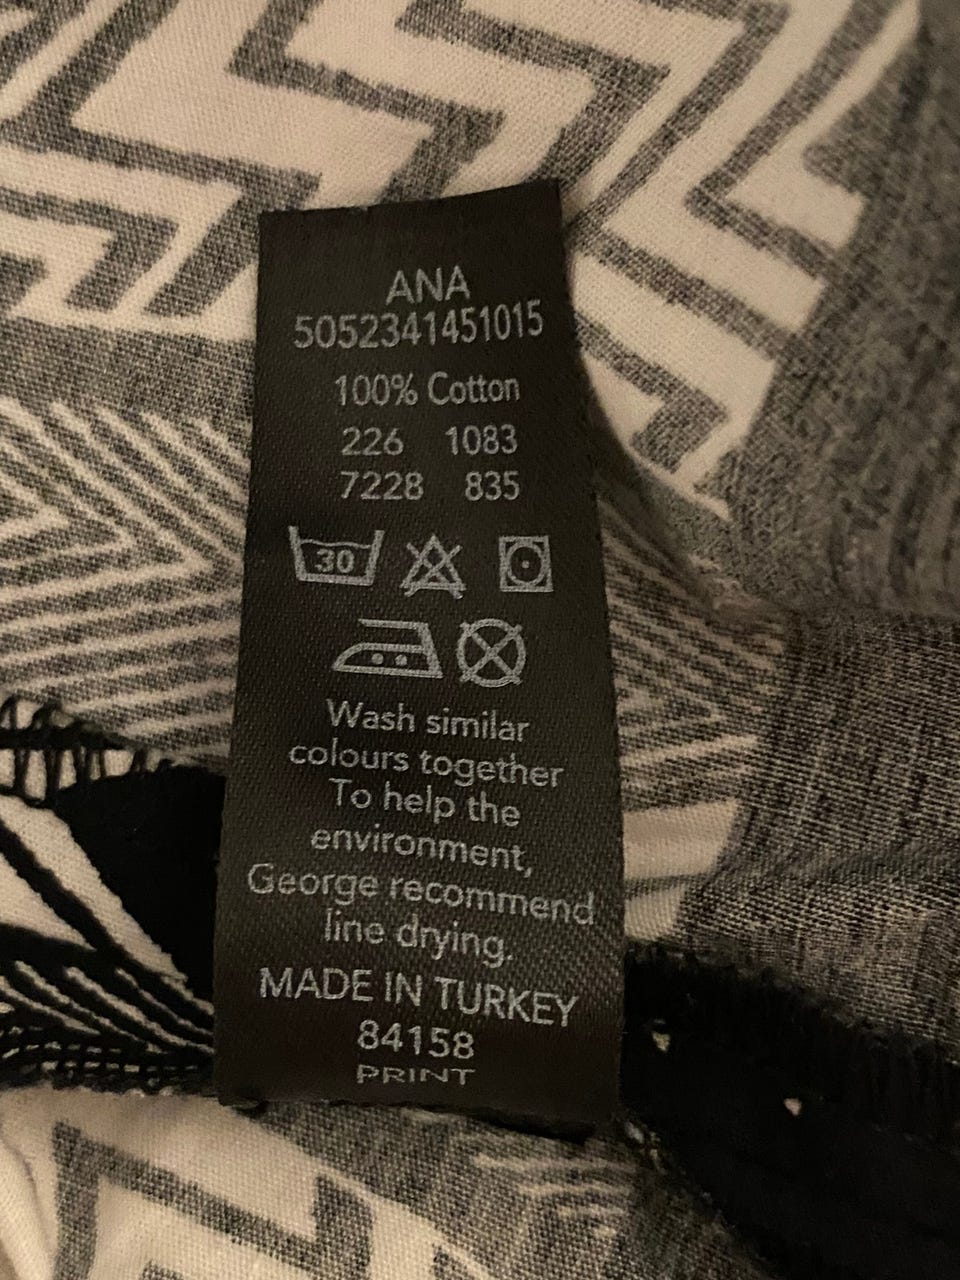 ANA
5052341451015
100% Cotton
226 1083
7228 835
30
Wash similar
colours together
To help the
environment,
George recommend
line drying.
MADE IN TURKEY
84158
PRINT